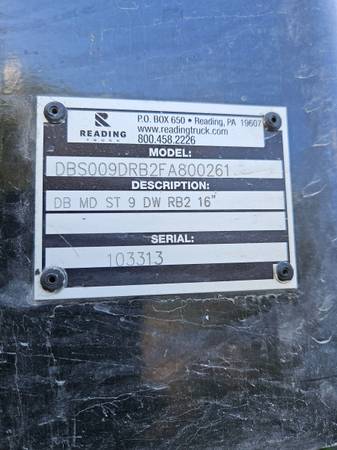 P.O. BOX 650 • Reading, PA 19607
www.readingtruck.com
800.458.2226
READING
TRUCK
MODEL:
DBS009DRB2FA800261
DESCRIPTION:
DB MD ST 9 DW RB2 16"
SERIAL:
103313